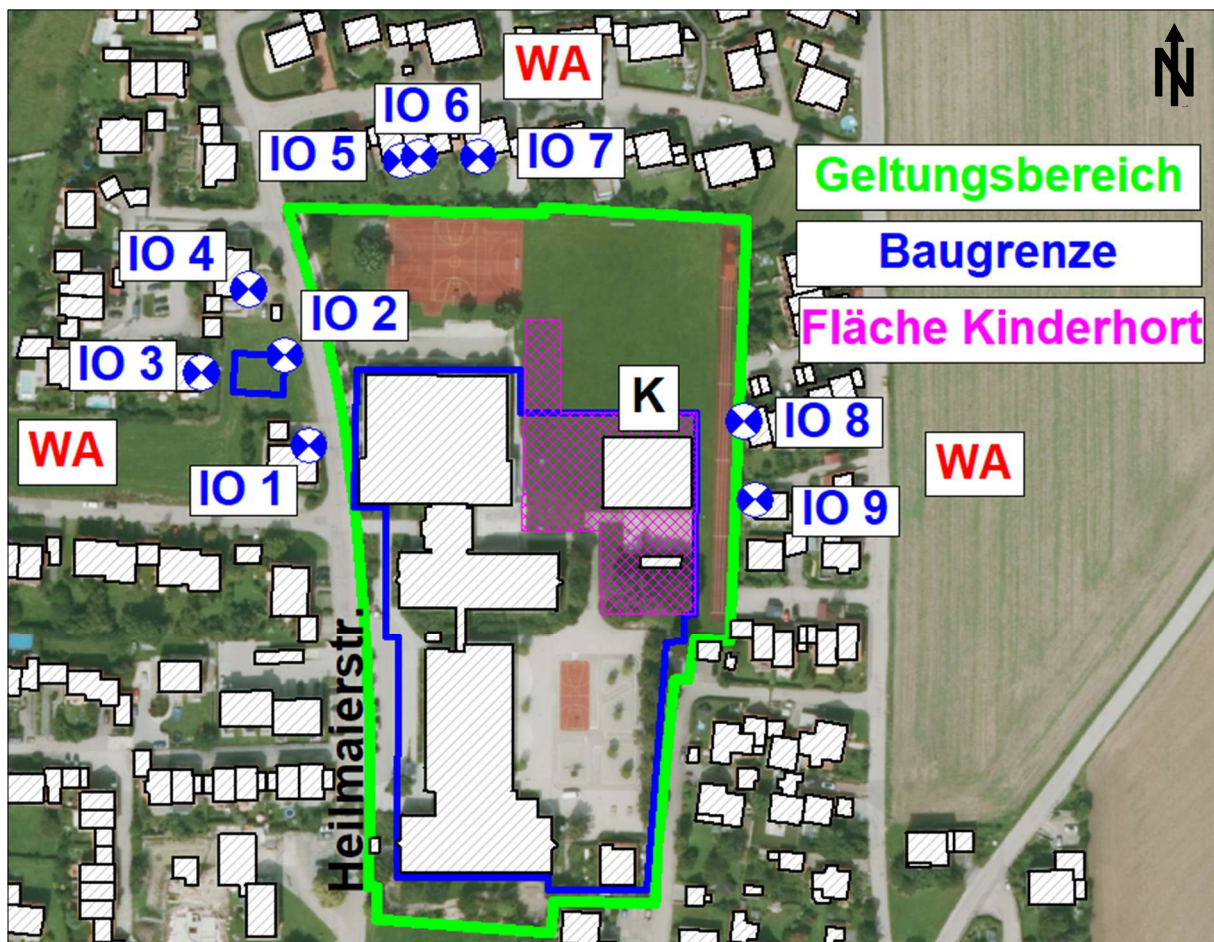 WA
N
IO 6
IO 5
IO 7
Geltungsbereich
IO 4
Baugrenze
IO 2
Fläche Kinderhort
IO 3
K
IO 8
WA
WA
IO 1
IO 9
Heilmaierstr.